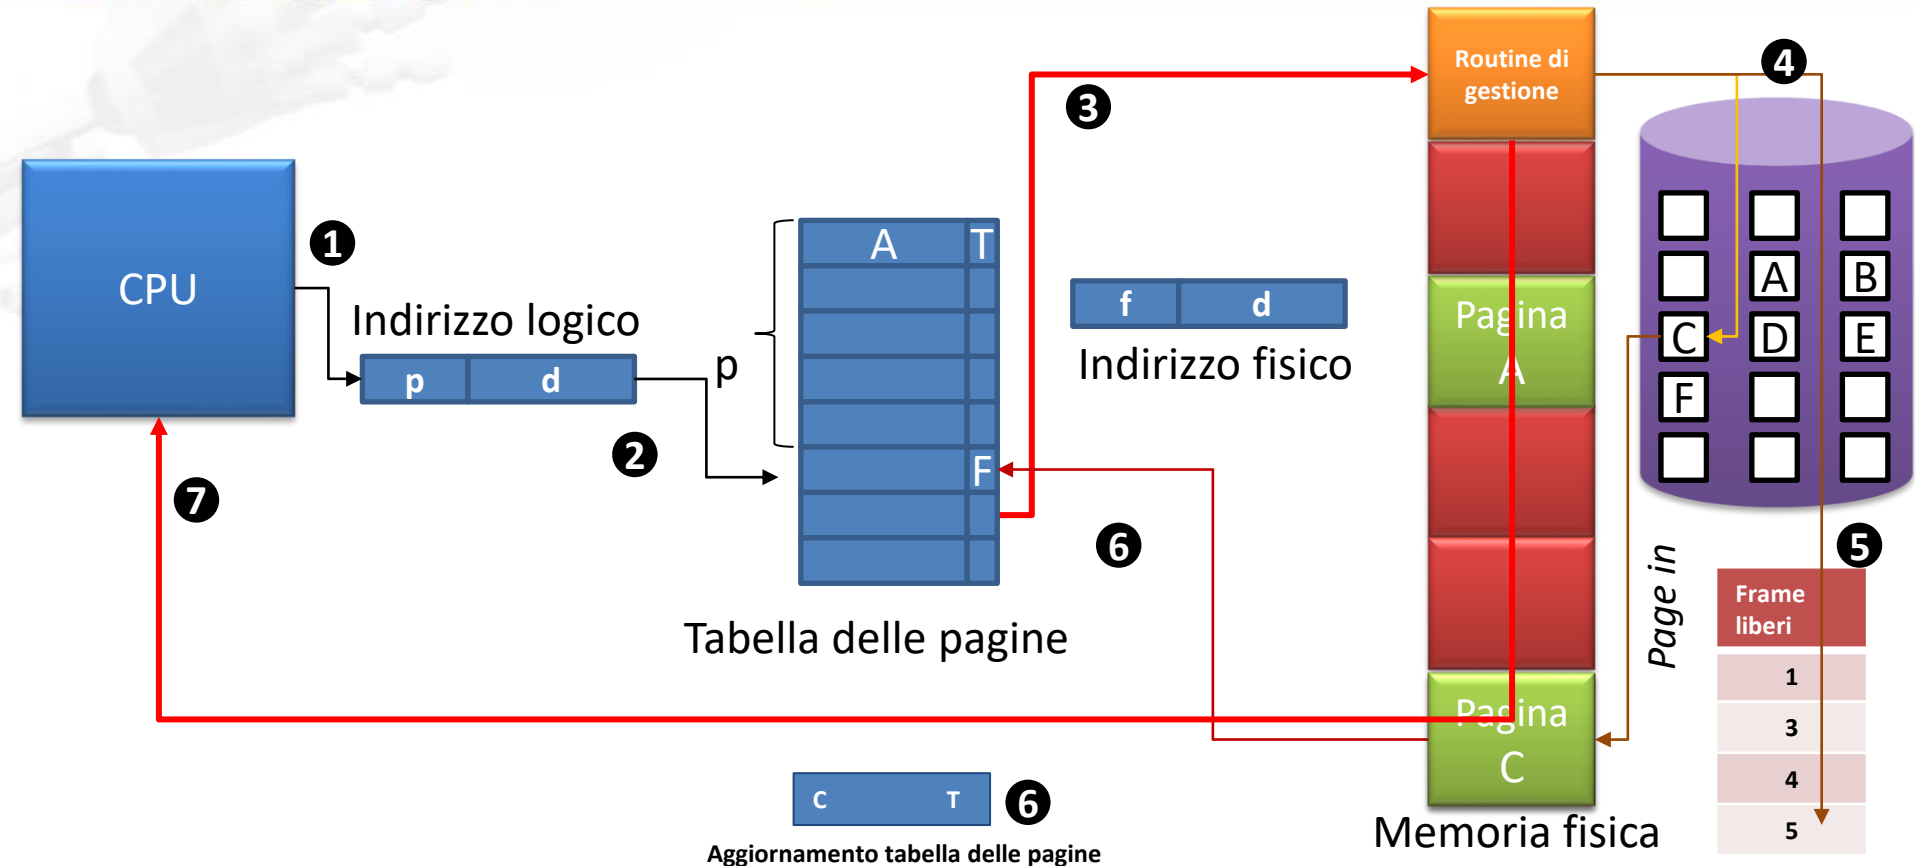 Routine di
gestione
4
3
1
CPU
A T
A B
Indirizzo logico
f d
Pagina
A
Indirizzo fisico
C D E
p
p d
F
2
F
7
6
5
Page in
Frame
liberi
Tabella delle pagine
1
3
4
5
Pagina
C
C T
6
Memoria fisica
Aggiornamento tabella delle pagine